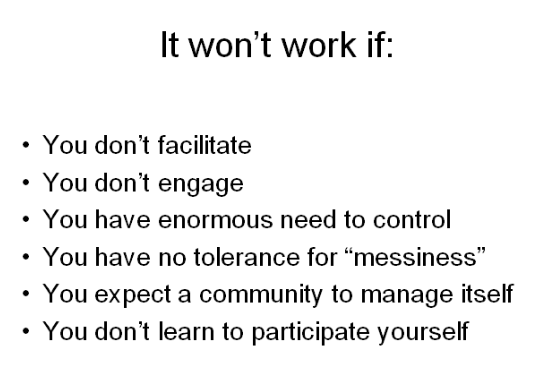 It won’t work if:
• You don’t facilitate
• You don’t engage
• You have enormous need to control
• You have no tolerance for “messiness”
• You expect a community to manage itself
• You don’t learn to participate yourself